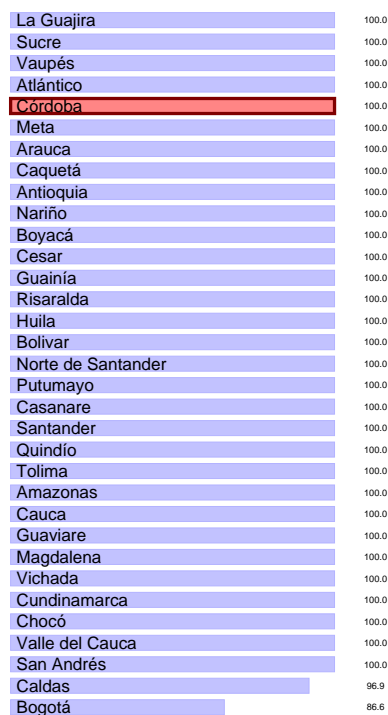 La Guajira 100.0
Sucre 100.0
Vaupés 100.0
Atlántico 100.0
Córdoba 100.0
Meta 100.0
Arauca 100.0
Caquetá 100.0
Antioquia 100.0
Nariño 100.0
Boyacá 100.0
Cesar 100.0
Guainía 100.0
Risaralda 100.0
Huila 100.0
Bolivar 100.0
Norte de Santander 100.0
Putumayo 100.0
Casanare 100.0
Santander 100.0
Quindío 100.0
Tolima 100.0
Amazonas 100.0
Cauca 100.0
Guaviare 100.0
Magdalena 100.0
Vichada 100.0
Cundinamarca 100.0
Chocó 100.0
Valle del Cauca 100.0
San Andrés 100.0
Caldas 96.9
Bogotá 86.6